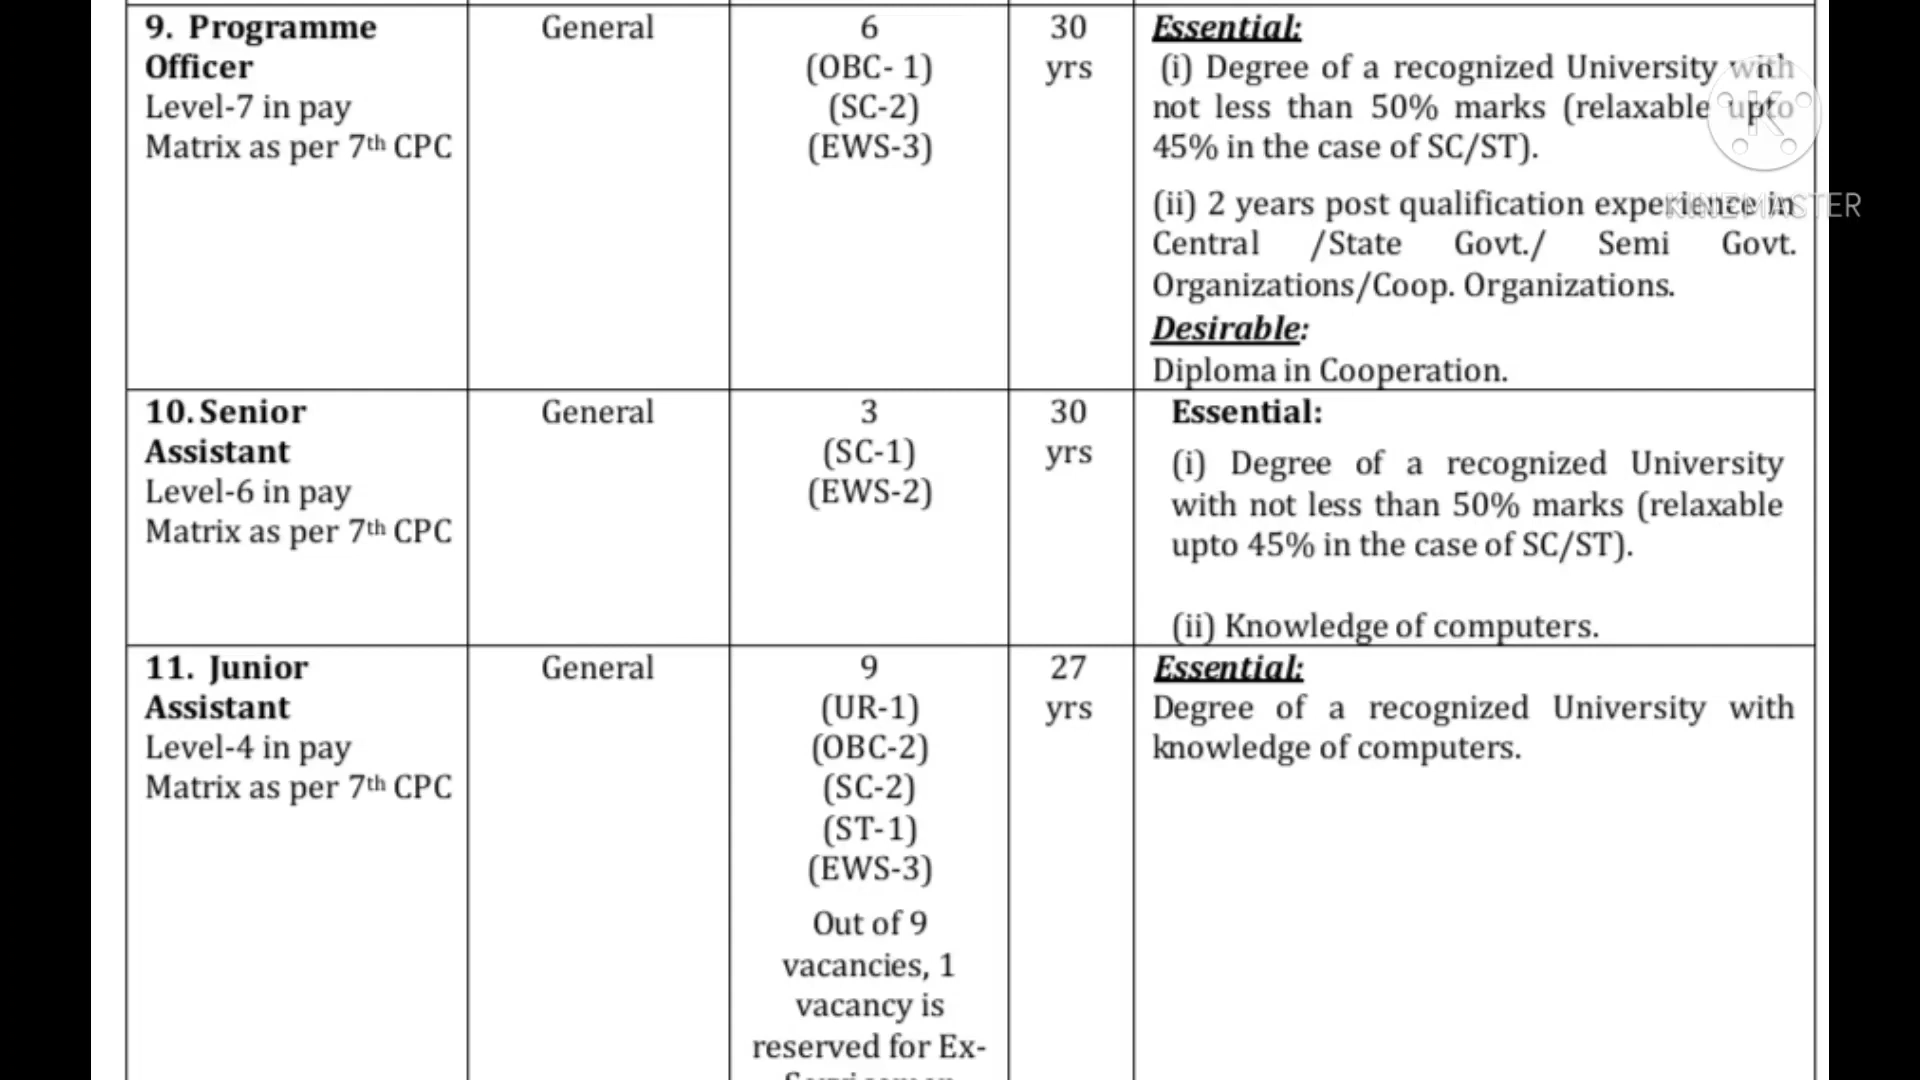 9. Programme
Officer
Level-7 in pay
Matrix as per 7th CPC
General
6
(OBC- 1)
(SC-2)
(EWS-3)
30
yrs
Essential:
(i) Degree of a recognized University with
not less than 50% marks (relaxable upto
45% in the case of SC/ST).
(ii) 2 years post qualification experience in
Central /State Govt./ Semi Govt.
Organizations/Coop. Organizations.
Desirable:
Diploma in Cooperation.
KINEMASTER
10. Senior
Assistant
Level-6 in pay
Matrix as per 7th CPC
General
3
(SC-1)
(EWS-2)
30
yrs
Essential:
(i) Degree of a recognized University
with not less than 50% marks (relaxable
upto 45% in the case of SC/ST).
(ii) Knowledge of computers.
11. Junior
Assistant
Level-4 in pay
Matrix as per 7th CPC
General
9
(UR-1)
(OBC-2)
(SC-2)
(ST-1)
(EWS-3)
Out of 9
vacancies, 1
vacancy is
reserved for Ex-
27
yrs
Essential:
Degree of a recognized University with
knowledge of computers.